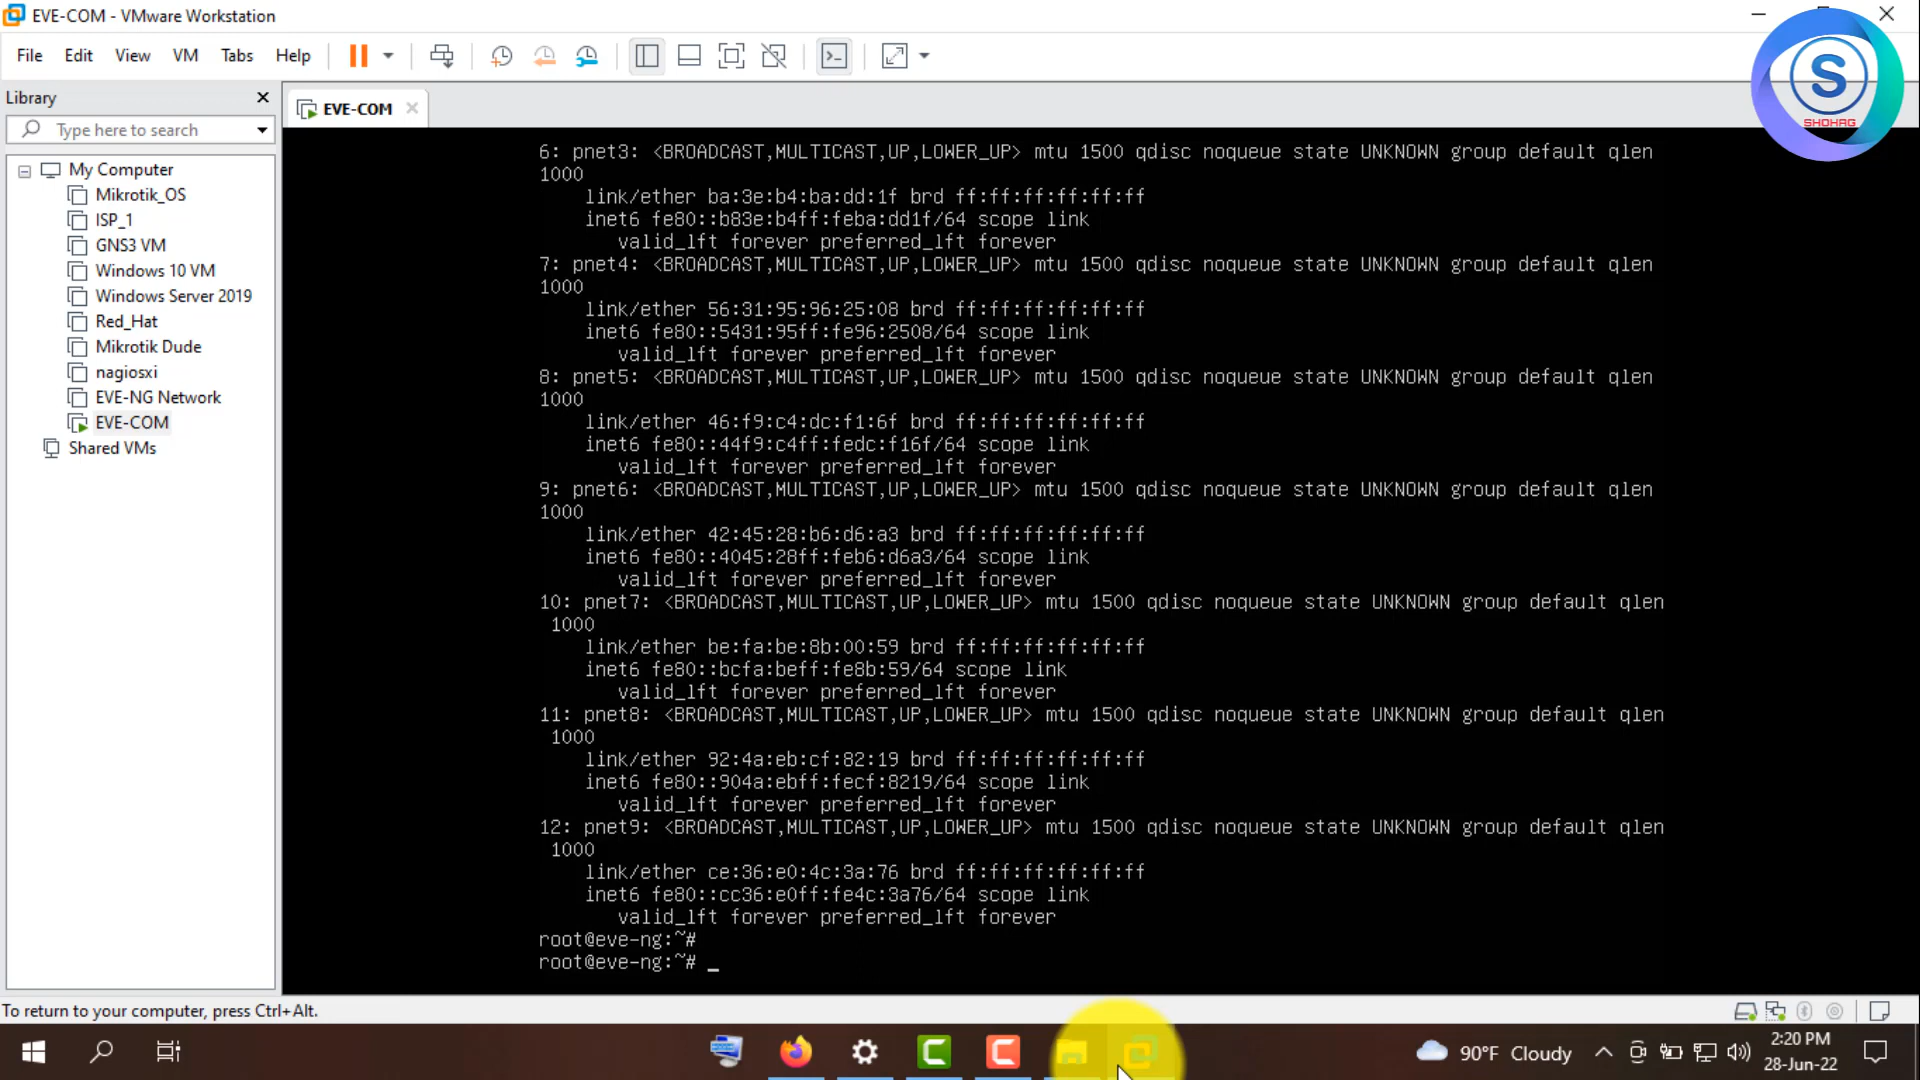 EVE-COM - VMware Workstation
File Edit View VM Tabs Help
Library
Type here to search
My Computer
Mikrotik_OS
ISP_1
GNS3 VM
Windows 10 VM
Windows Server 2019
Red_Hat
Mikrotik Dude
nagiosxi
EVE-NG Network
EVE-COM
Shared VMs
EVE-COM
S
SHOHAG
6: pnet3: <BROADCAST,MULTICAST,UP,LOWER_UP> mtu 1500 qdisc noqueue state UNKNOWN group default qlen
1000
link/ether ba:3e:b4:ba:dd:1f brd ff:ff:ff:ff:ff:ff
inet6 fe80::b83e:b4ff:feba:dd1f/64 scope link
valid_lft forever preferred_lft forever
7: pnet4: <BROADCAST,MULTICAST,UP,LOWER_UP> mtu 1500 qdisc noqueue state UNKNOWN group default qlen
1000
link/ether 56:31:95:96:25:08 brd ff:ff:ff:ff:ff:ff
inet6 fe80::5431:95ff:fe96:2508/64 scope link
valid_lft forever preferred_lft forever
8: pnet5: <BROADCAST,MULTICAST,UP,LOWER_UP> mtu 1500 qdisc noqueue state UNKNOWN group default qlen
1000
link/ether 46:f9:c4:dc:f1:6f brd ff:ff:ff:ff:ff:ff
inet6 fe80::44f9:c4ff:fedc:f16f/64 scope link
valid_lft forever preferred_lft forever
9: pnet6: <BROADCAST,MULTICAST,UP,LOWER_UP> mtu 1500 qdisc noqueue state UNKNOWN group default qlen
1000
link/ether 42:45:28:b6:d6:a3 brd ff:ff:ff:ff:ff:ff
inet6 fe80::4045:28ff:feb6:d6a3/64 scope link
valid_lft forever preferred_lft forever
10: pnet7: <BROADCAST,MULTICAST,UP,LOWER_UP> mtu 1500 qdisc noqueue state UNKNOWN group default qlen
1000
link/ether be:fa:be:8b:00:59 brd ff:ff:ff:ff:ff:ff
inet6 fe80::bcfa:beff:fe8b:59/64 scope link
valid_lft forever preferred_lft forever
11: pnet8: <BROADCAST,MULTICAST,UP,LOWER_UP> mtu 1500 qdisc noqueue state UNKNOWN group default qlen
1000
link/ether 92:4a:eb:cf:82:19 brd ff:ff:ff:ff:ff:ff
inet6 fe80::904a:ebff:fecf:8219/64 scope link
valid_lft forever preferred_lft forever
12: pnet9: <BROADCAST,MULTICAST,UP,LOWER_UP> mtu 1500 qdisc noqueue state UNKNOWN group default qlen
1000
link/ether ce:36:e0:4c:3a:76 brd ff:ff:ff:ff:ff:ff
inet6 fe80::cc36:e0ff:fe4c:3a76/64 scope link
valid_lft forever preferred_lft forever
root@eve-ng:~#
root@eve-ng:~# _
To return to your computer, press Ctrl+Alt.
90°F Cloudy
2:20 PM
28-Jun-22